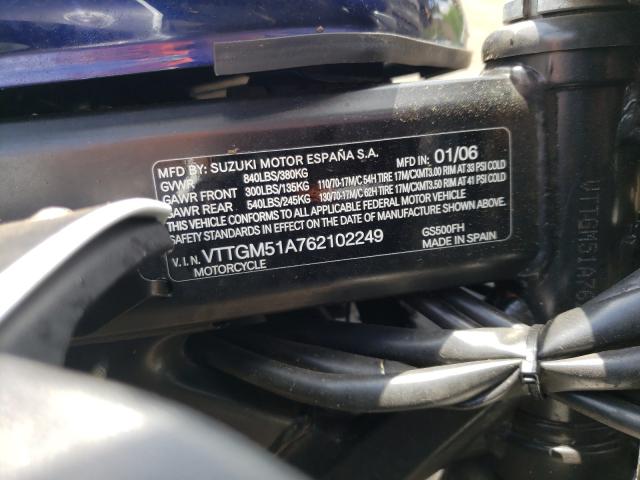 MFD BY: SUZUKI MOTOR ESPAÑA S.A. MFD IN: 01/06
GVWR 840LBS/380KG
GAWR FRONT 300LBS/135KG 110/70-17M/C 54H TIRE 17M/CXMT3.00 RIM AT 33 PSI COLD
GAWR REAR 540LBS/245KG 130/70-17M/C 62H TIRE 17M/CXMT3.50 RIM AT 41 PSI COLD
THIS VEHICLE CONFORMS TO ALL APPLICABLE FEDERAL MOTOR VEHICLE
SAFETY STANDARDS IN EFFECT ON THE DATE OF MANUFACTURE SHOWN ABOVE.
V.I.N. VTTGM51A762102249 GS500FH
MOTORCYCLE MADE IN SPAIN
VTTGM51A76